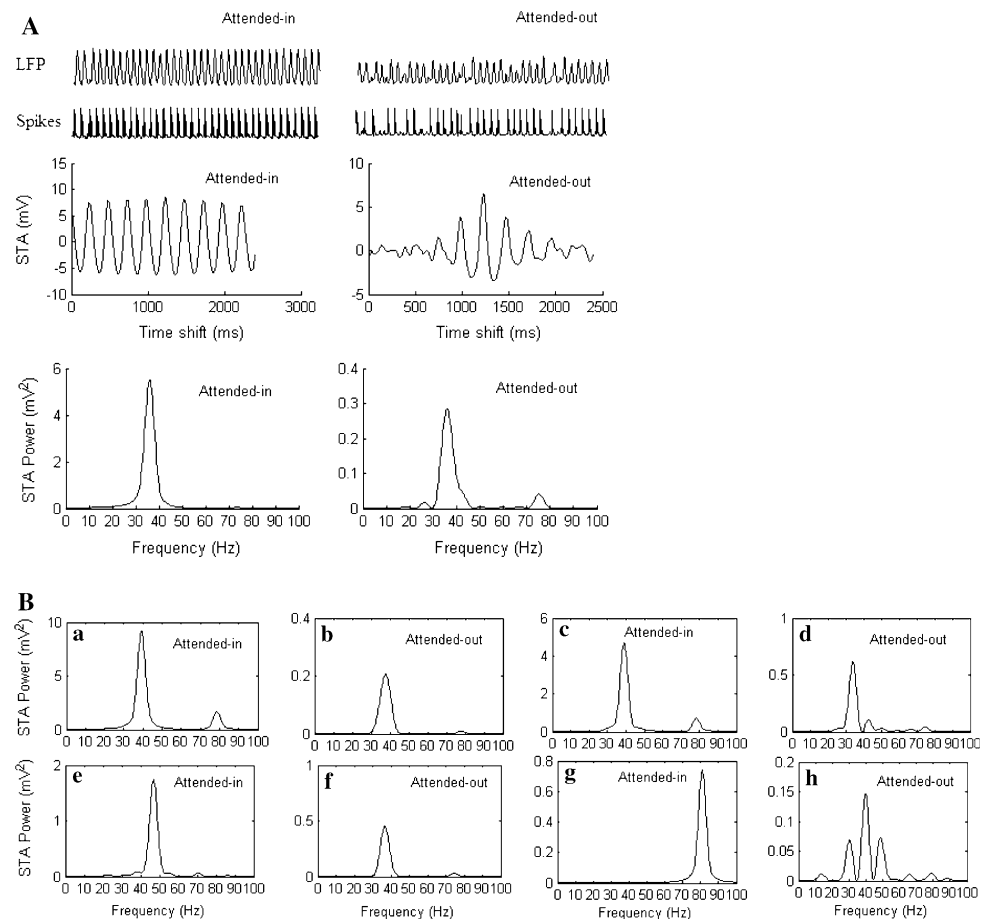 A
Attended-in
Attended-out
LFP
Spikes
STA (mV)
15
10
5
0
-5
-10
Attended-in
0 1000 2000 3000
Time shift (ms)
10
5
0
-5
Attended-out
0 500 1000 1500 2000 2500
Time shift (ms)
STA Power (mV²)
6
4
2
0
Attended-in
0 10 20 30 40 50 60 70 80 90 100
Frequency (Hz)
0.4
0.3
0.2
0.1
0
Attended-out
0 10 20 30 40 50 60 70 80 90 100
Frequency (Hz)
B
STA Power (mV²)
10
5
0
a
Attended-in
0 10 20 30 40 50 60 70 80 90 100
0.4
0.2
0
b
Attended-out
0 10 20 30 40 50 60 70 80 90 100
6
4
2
0
c
Attended-in
0 10 20 30 40 50 60 70 80 90 100
1
0.5
0
d
Attended-out
0 10 20 30 40 50 60 70 80 90 100
STA Power (mV²)
2
1
0
e
Attended-in
0 10 20 30 40 50 60 70 80 90 100
Frequency (Hz)
1
0.5
0
f
Attended-out
0 10 20 30 40 50 60 70 80 90 100
Frequency (Hz)
0.8
0.6
0.4
0.2
0
g
Attended-in
0 10 20 30 40 50 60 70 80 90 100
Frequency (Hz)
0.2
0.15
0.1
0.05
0
h
Attended-out
0 10 20 30 40 50 60 70 80 90 100
Frequency (Hz)